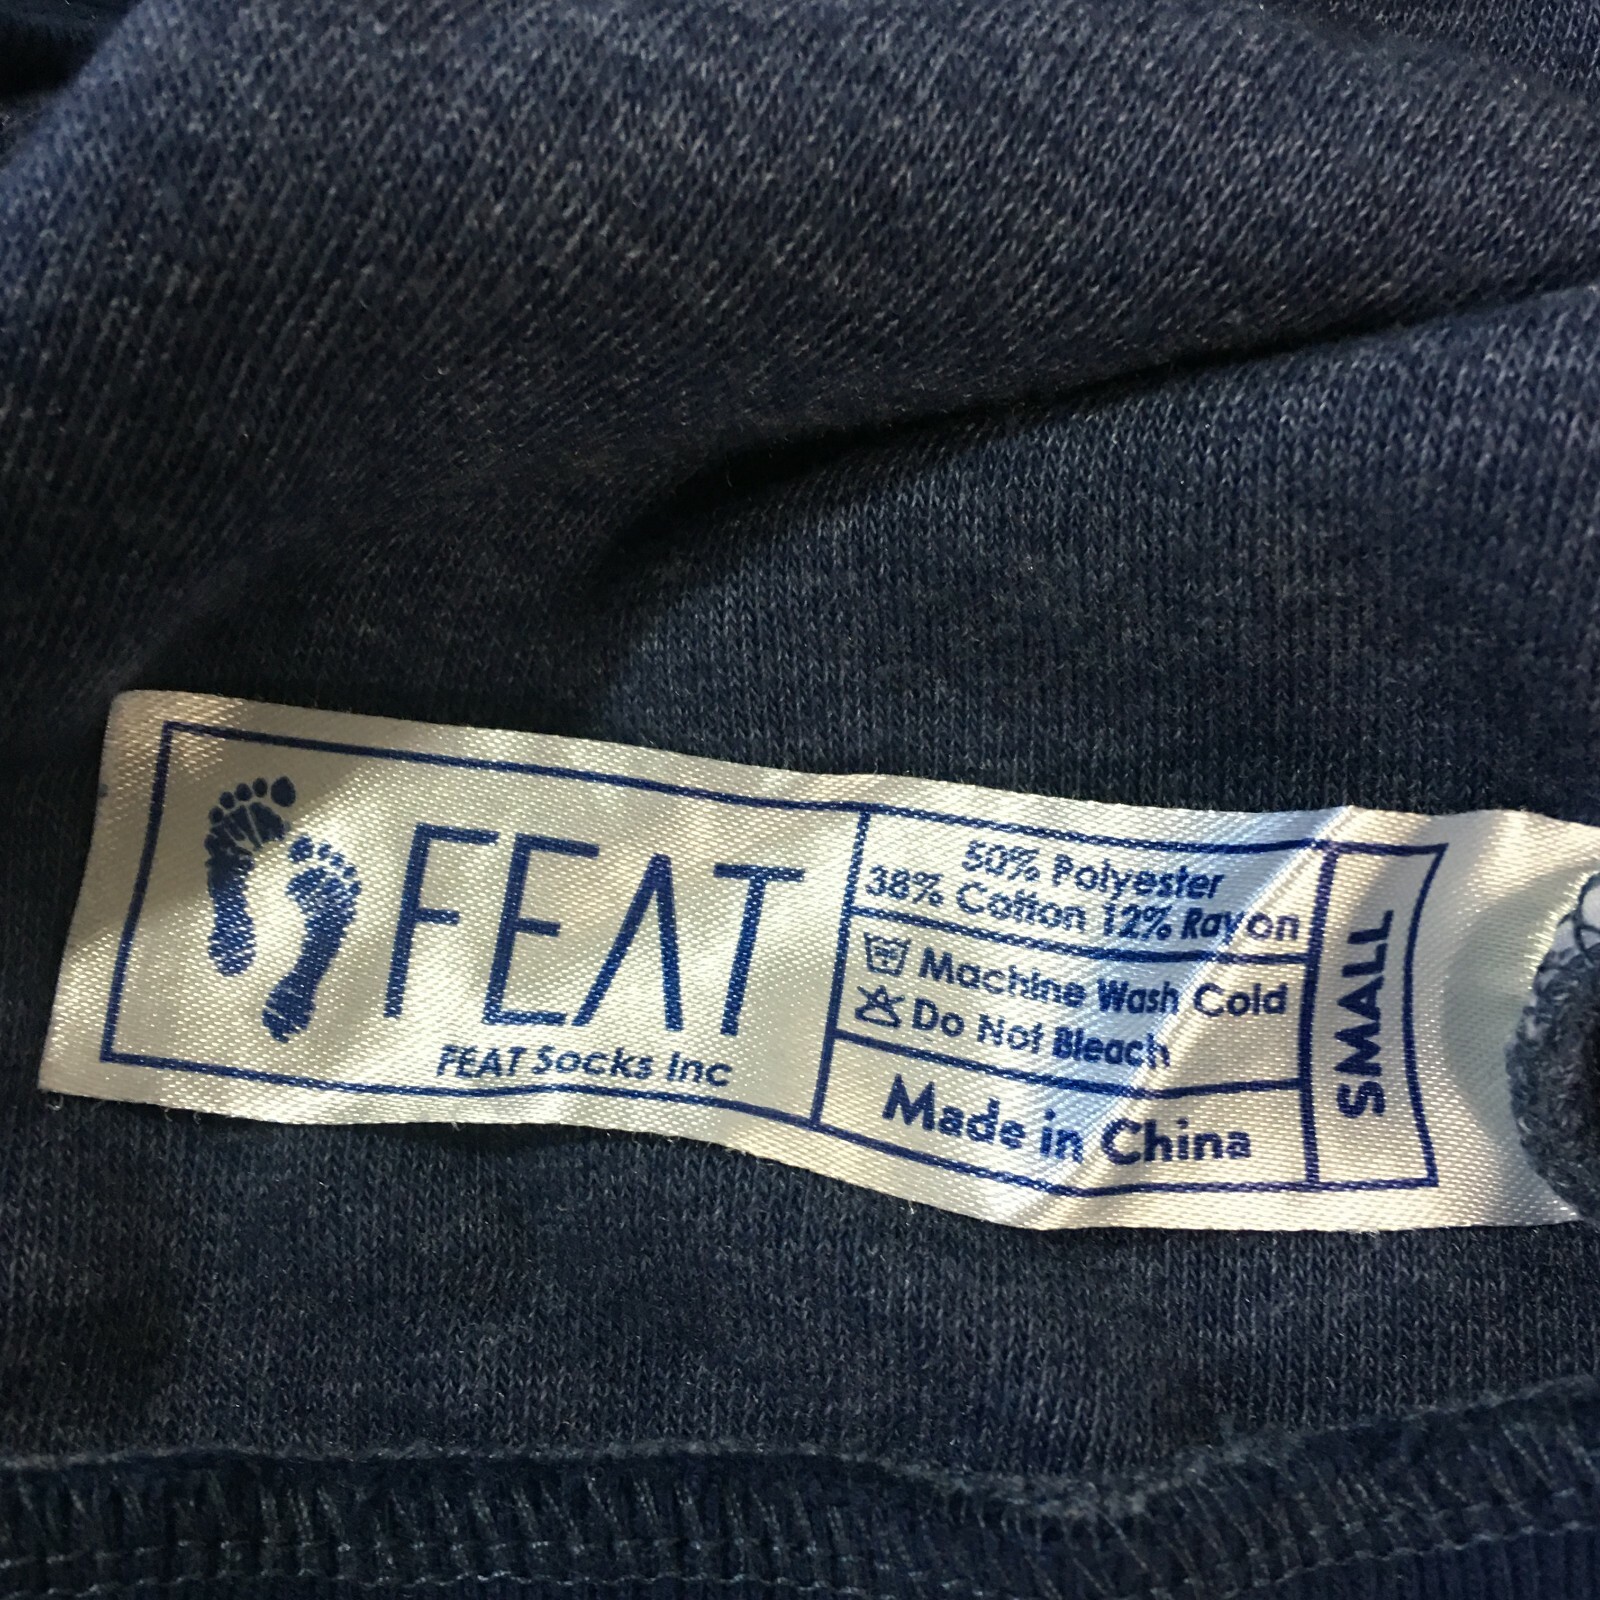 FEAT
FEAT Socks Inc
50% Polyester
38% Cotton 12% Rayon
Machine Wash Cold
Do Not Bleach
Made in China
SMALL